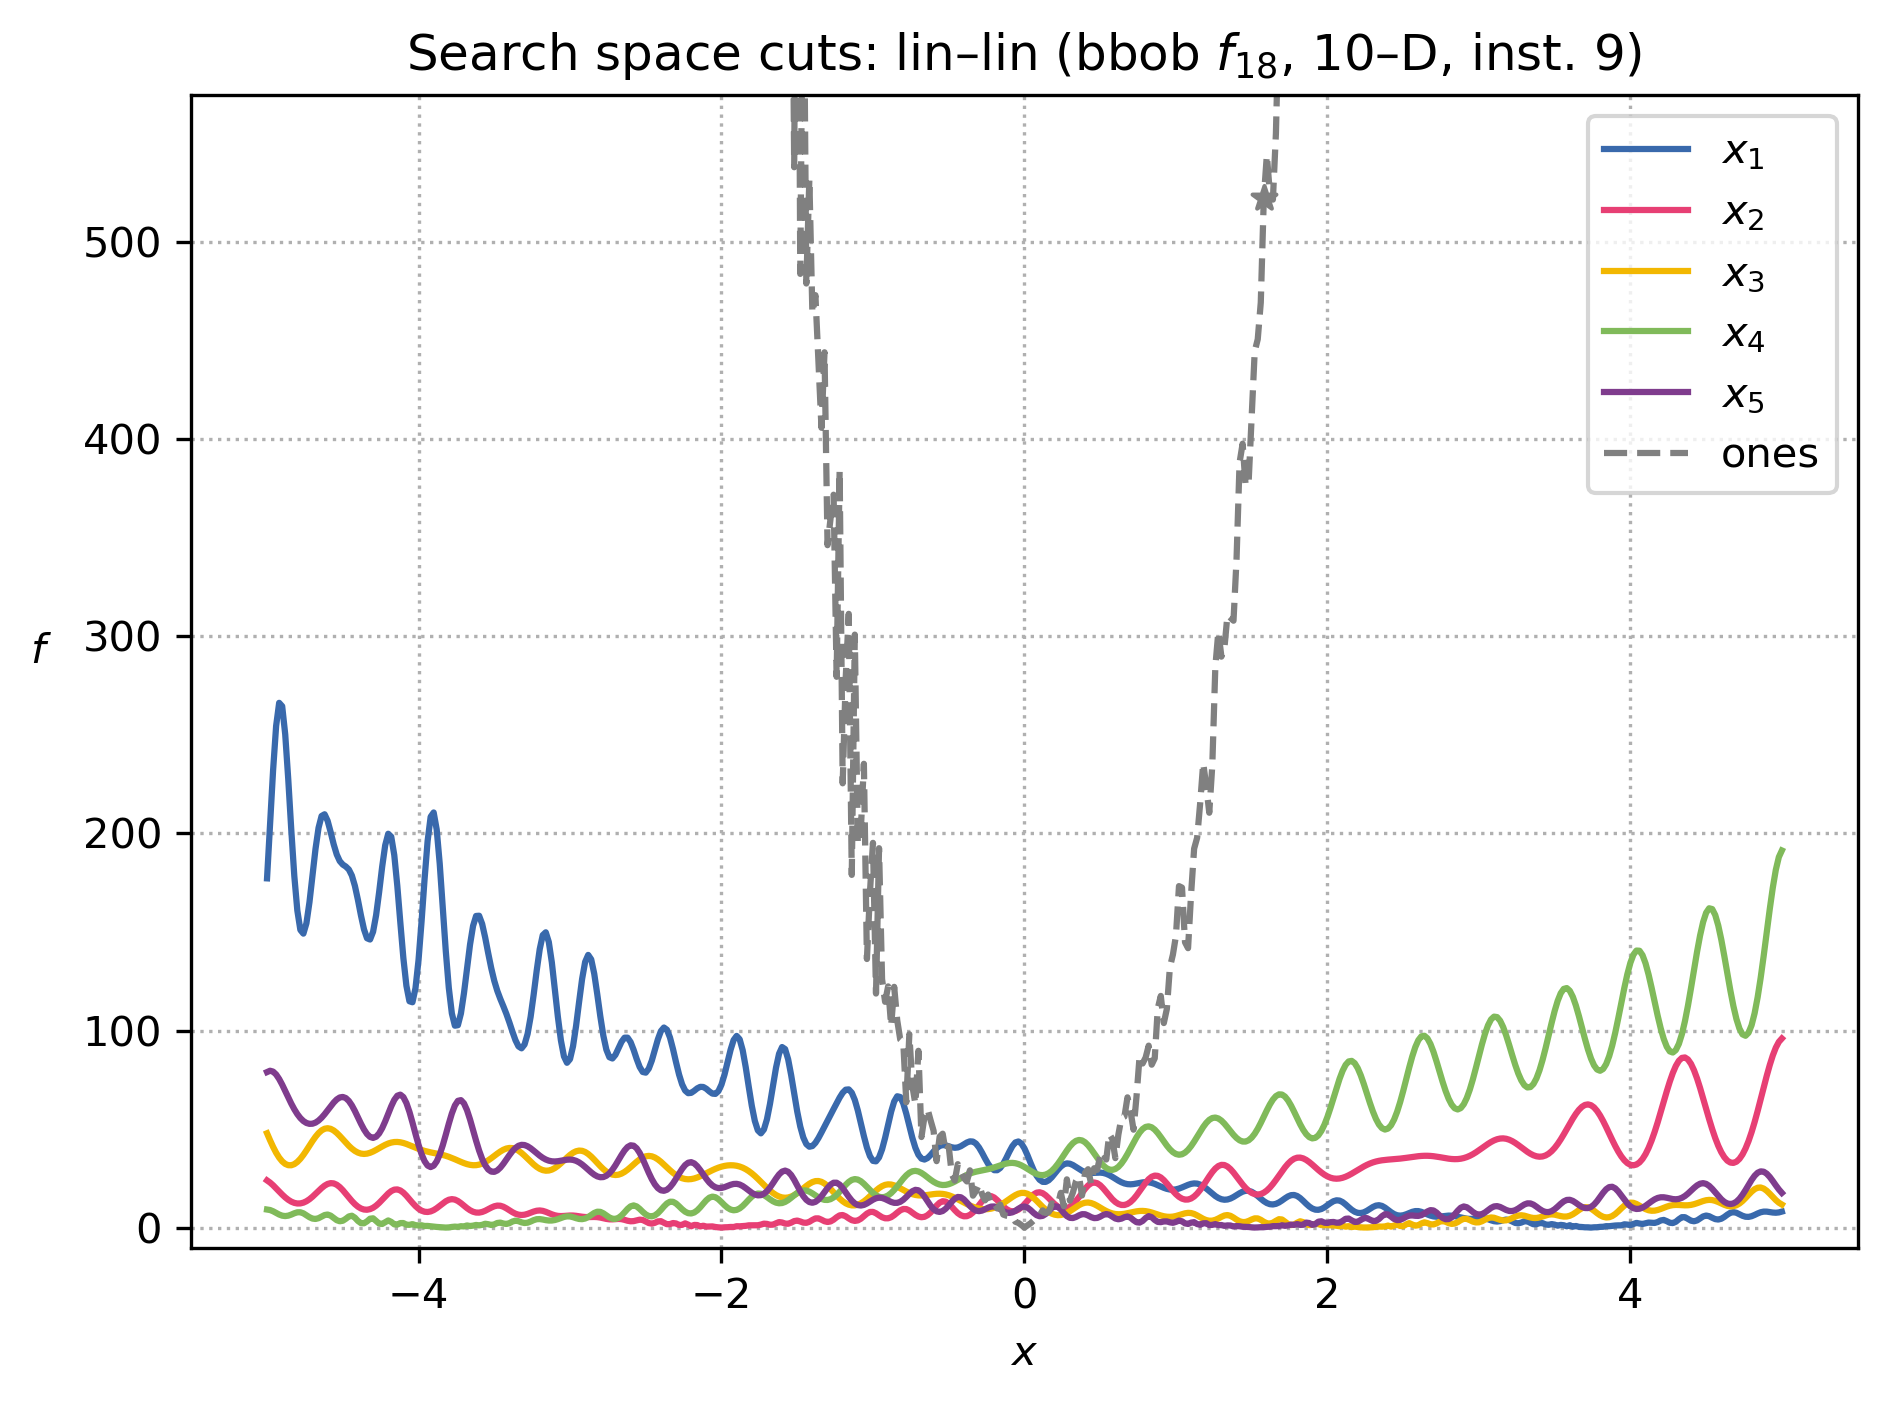 Search space cuts: lin–lin (bbob f₁₈, 10–D, inst. 9)
x₁
x₂
x₃
x₄
x₅
ones
500
400
300
200
100
0
f
−4 −2 0 2 4
x